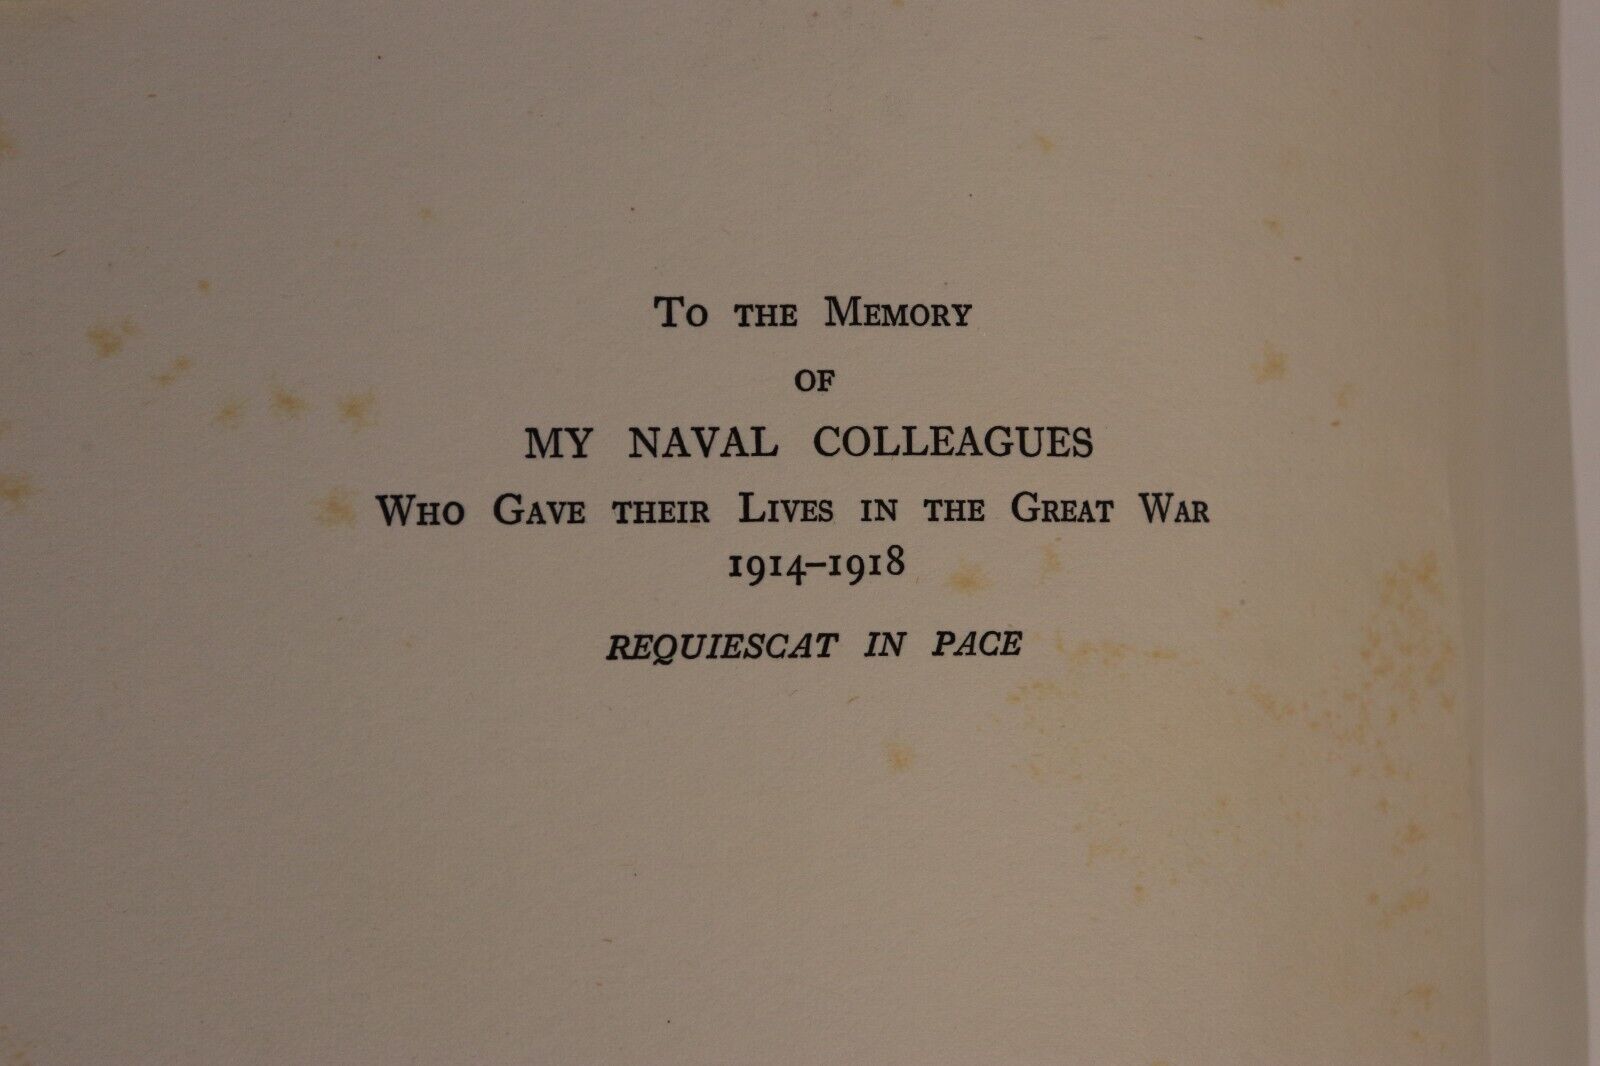 To the Memory
of
MY NAVAL COLLEAGUES
Who Gave their Lives in the Great War
1914–1918
REQUIESCAT IN PACE